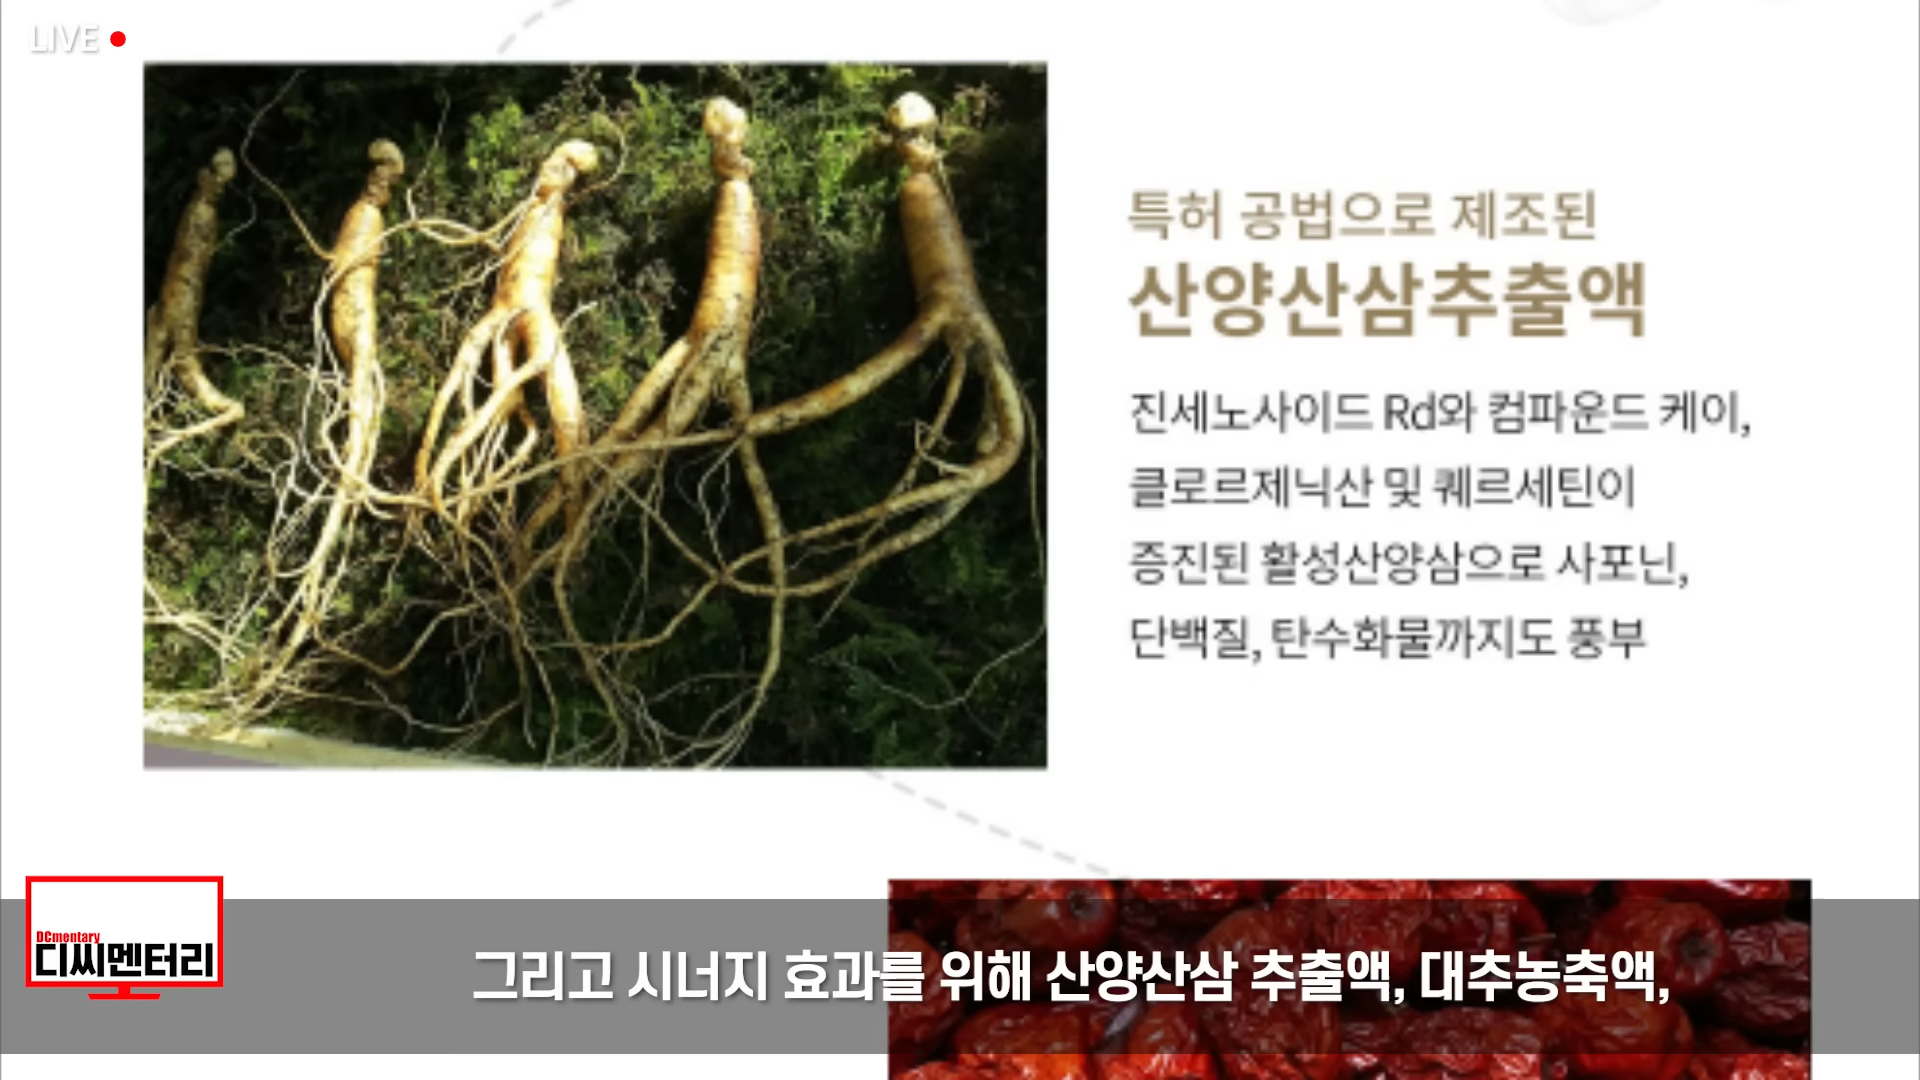 LIVE
특허 공법으로 제조된
산양산삼추출액
진세노사이드 Rd와 컴파운드 케이,
클로르제닉산 및 퀘르세틴이
증진된 활성산양삼으로 사포닌,
단백질, 탄수화물까지도 풍부
DCmentary
디씨멘터리
그리고 시너지 효과를 위해 산양산삼 추출액, 대추농축액,